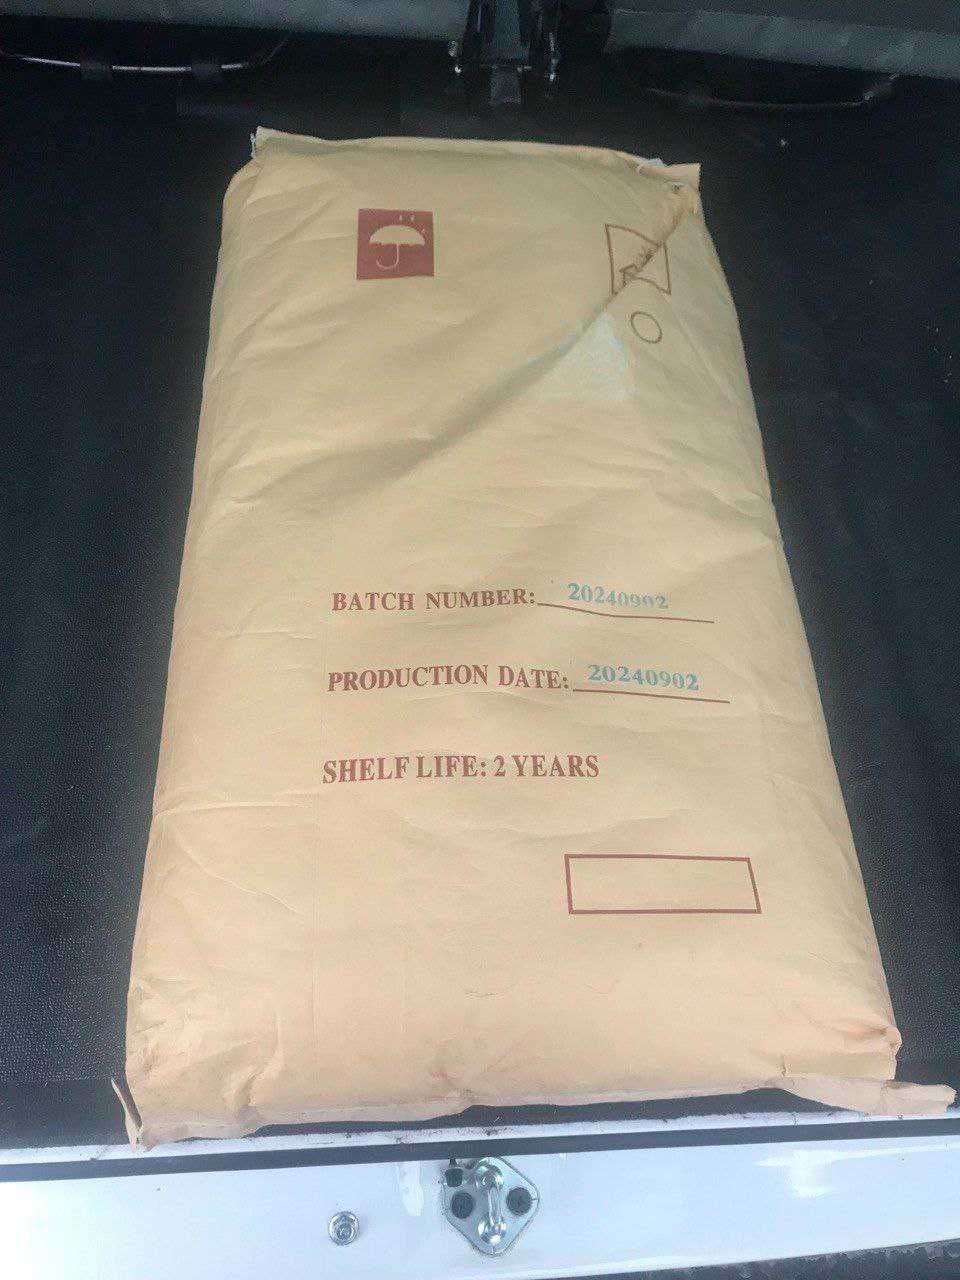 BATCH NUMBER: 20240902
PRODUCTION DATE: 20240902
SHELF LIFE: 2 YEARS